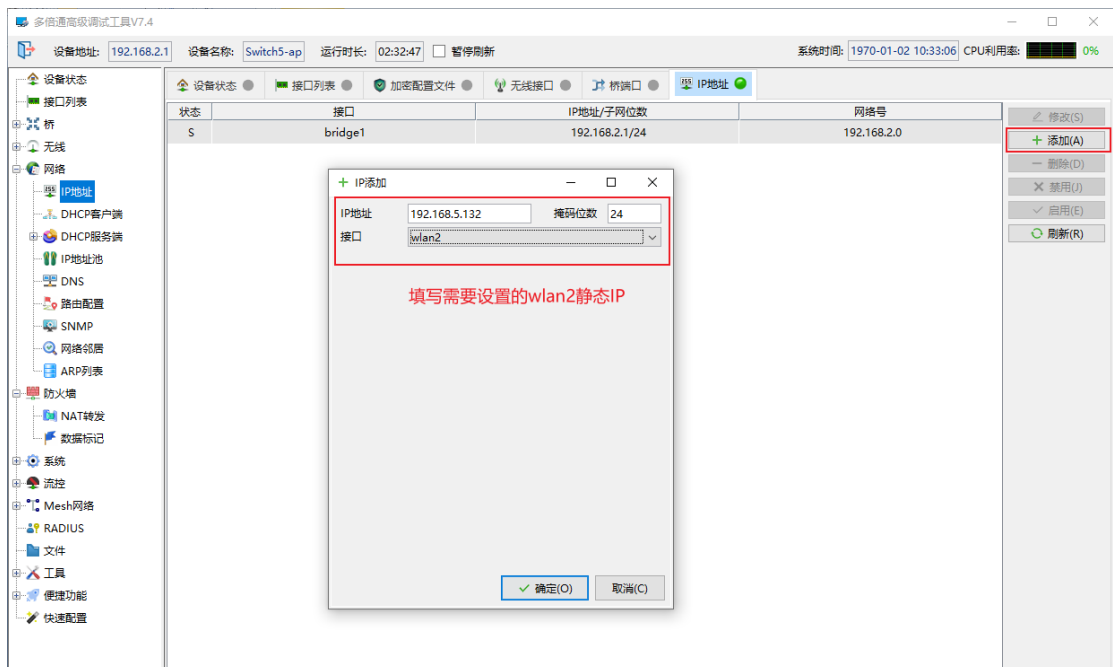 多倍通高级调试工具V7.4
设备地址: 192.168.2.1 设备名称: Switch5-ap 运行时长: 02:32:47 暂停刷新 系统时间: 1970-01-02 10:33:06 CPU利用率: 0%
设备状态
接口列表
桥
无线
网络
IP地址
DHCP客户端
DHCP服务端
IP地址池
DNS
路由配置
SNMP
网络邻居
ARP列表
防火墙
NAT转发
数据标记
系统
流控
Mesh网络
RADIUS
文件
工具
便捷功能
快速配置
设备状态 接口列表 加密配置文件 无线接口 桥端口 IP地址
状态 接口 IP地址/子网位数 网络号
S bridge1 192.168.2.1/24 192.168.2.0
IP添加
IP地址 192.168.5.132 掩码位数 24
接口 wlan2
填写需要设置的wlan2静态IP
确定(O) 取消(C)
修改(S)
添加(A)
删除(D)
禁用(J)
启用(E)
刷新(R)